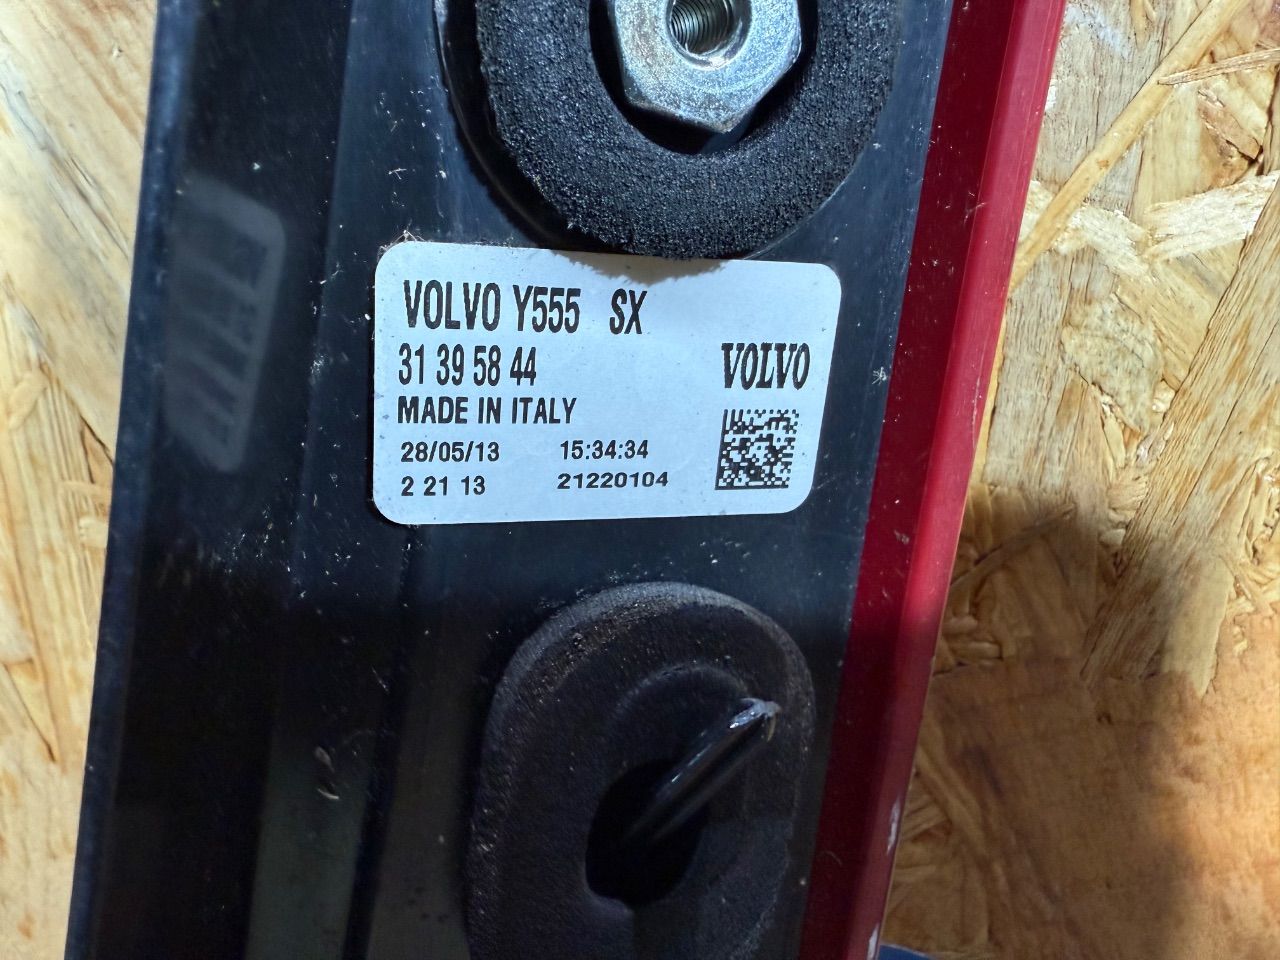 VOLVO Y555 SX
31 39 58 44
VOLVO
MADE IN ITALY
28/05/13 15:34:34
2 21 13 21220104